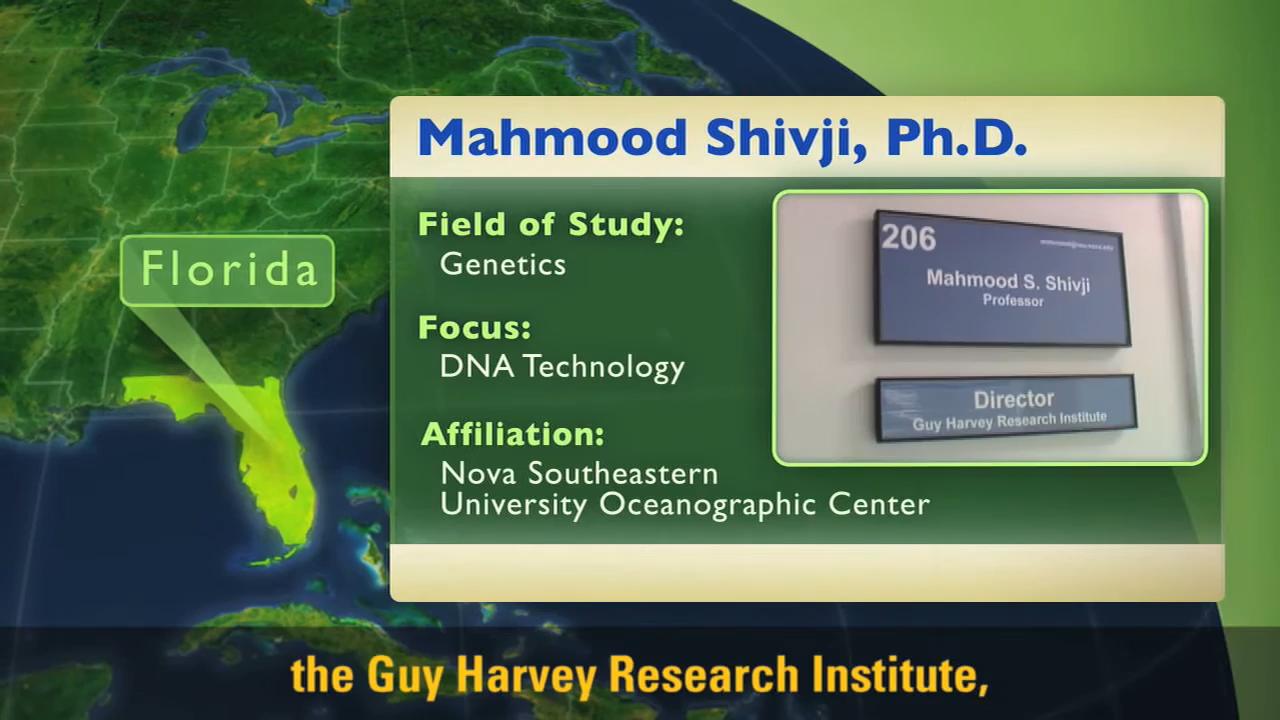 Mahmood Shivji, Ph.D.
Florida
Field of Study:
Genetics
Focus:
DNA Technology
Affiliation:
Nova Southeastern
University Oceanographic Center
206
Mahmood S. Shivji
Professor
Director
Guy Harvey Research Institute
the Guy Harvey Research Institute,